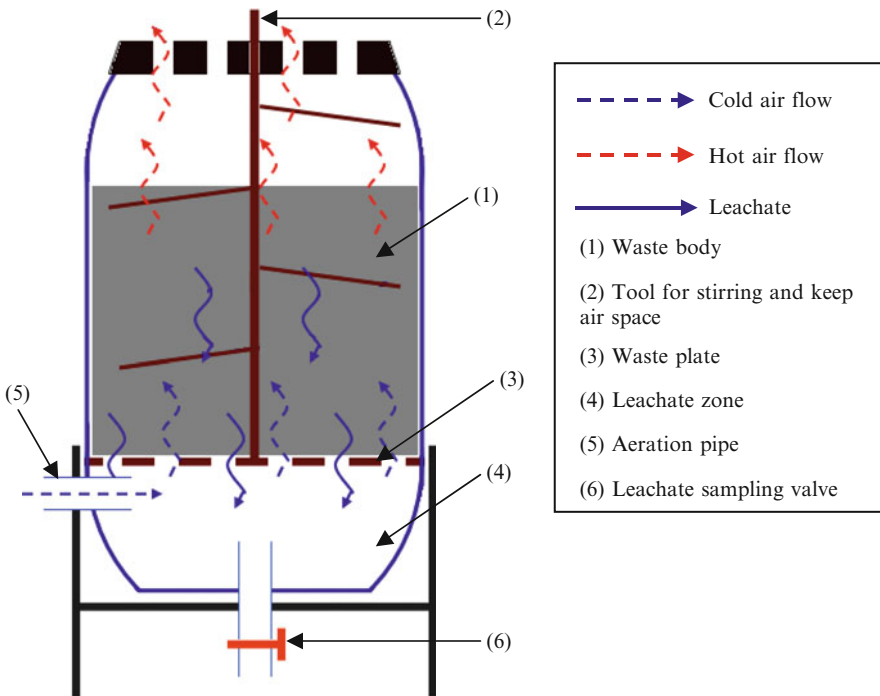 (2)
(1)
(5)
(3)
(4)
(6)
Cold air flow
Hot air flow
Leachate
(1) Waste body
(2) Tool for stirring and keep
air space
(3) Waste plate
(4) Leachate zone
(5) Aeration pipe
(6) Leachate sampling valve